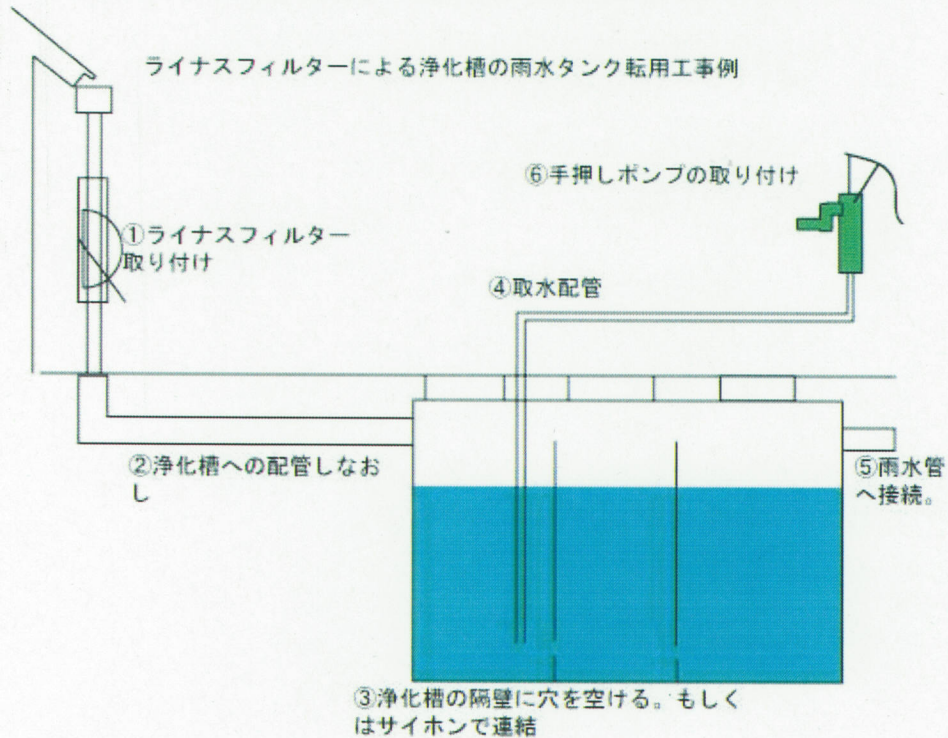 ライナスフィルターによる浄化槽の雨水タンク転用工事例
⑥手押しポンプの取り付け
①ライナスフィルター
取り付け
④取水配管
②浄化槽への配管しなお
し
⑤雨水管
へ接続。
③浄化槽の隔壁に穴を空ける。もしく
はサイホンで連結